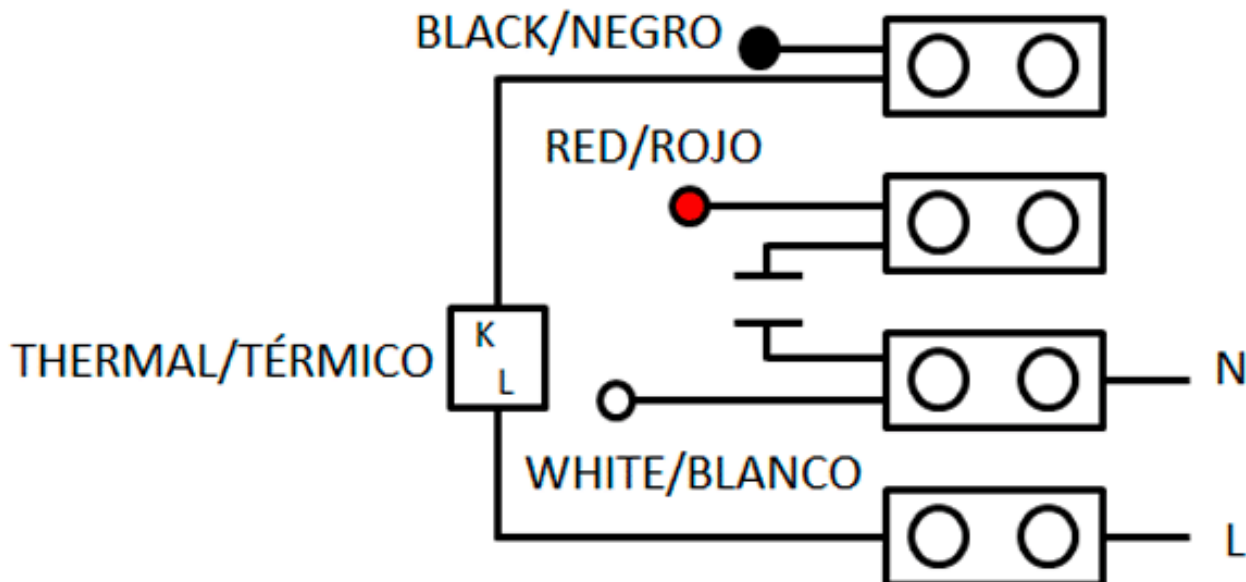 BLACK/NEGRO
RED/ROJO
THERMAL/TÉRMICO
K
L
N
WHITE/BLANCO
L